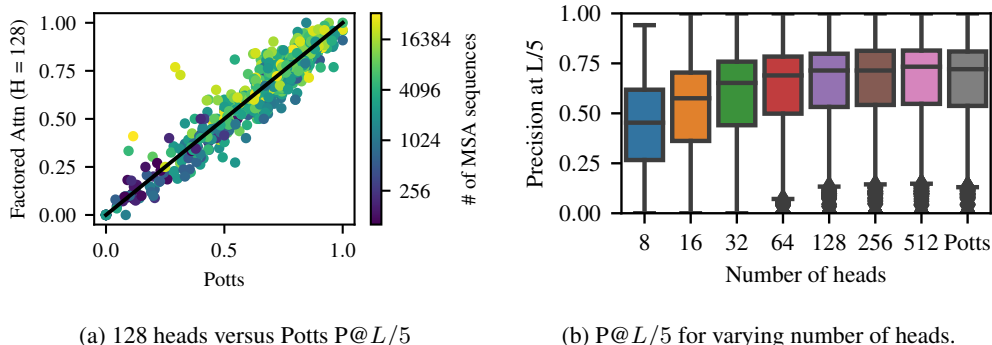 Factored Attn (H = 128)
1.00
0.75
0.50
0.25
0.00
0.0
0.5
1.0
Potts
16384
4096
1024
256
# of MSA sequences
(a) 128 heads versus Potts P@L/5
Precision at L/5
1.00
0.75
0.50
0.25
0.00
8 16 32 64 128 256 512 Potts
Number of heads
(b) P@L/5 for varying number of heads.